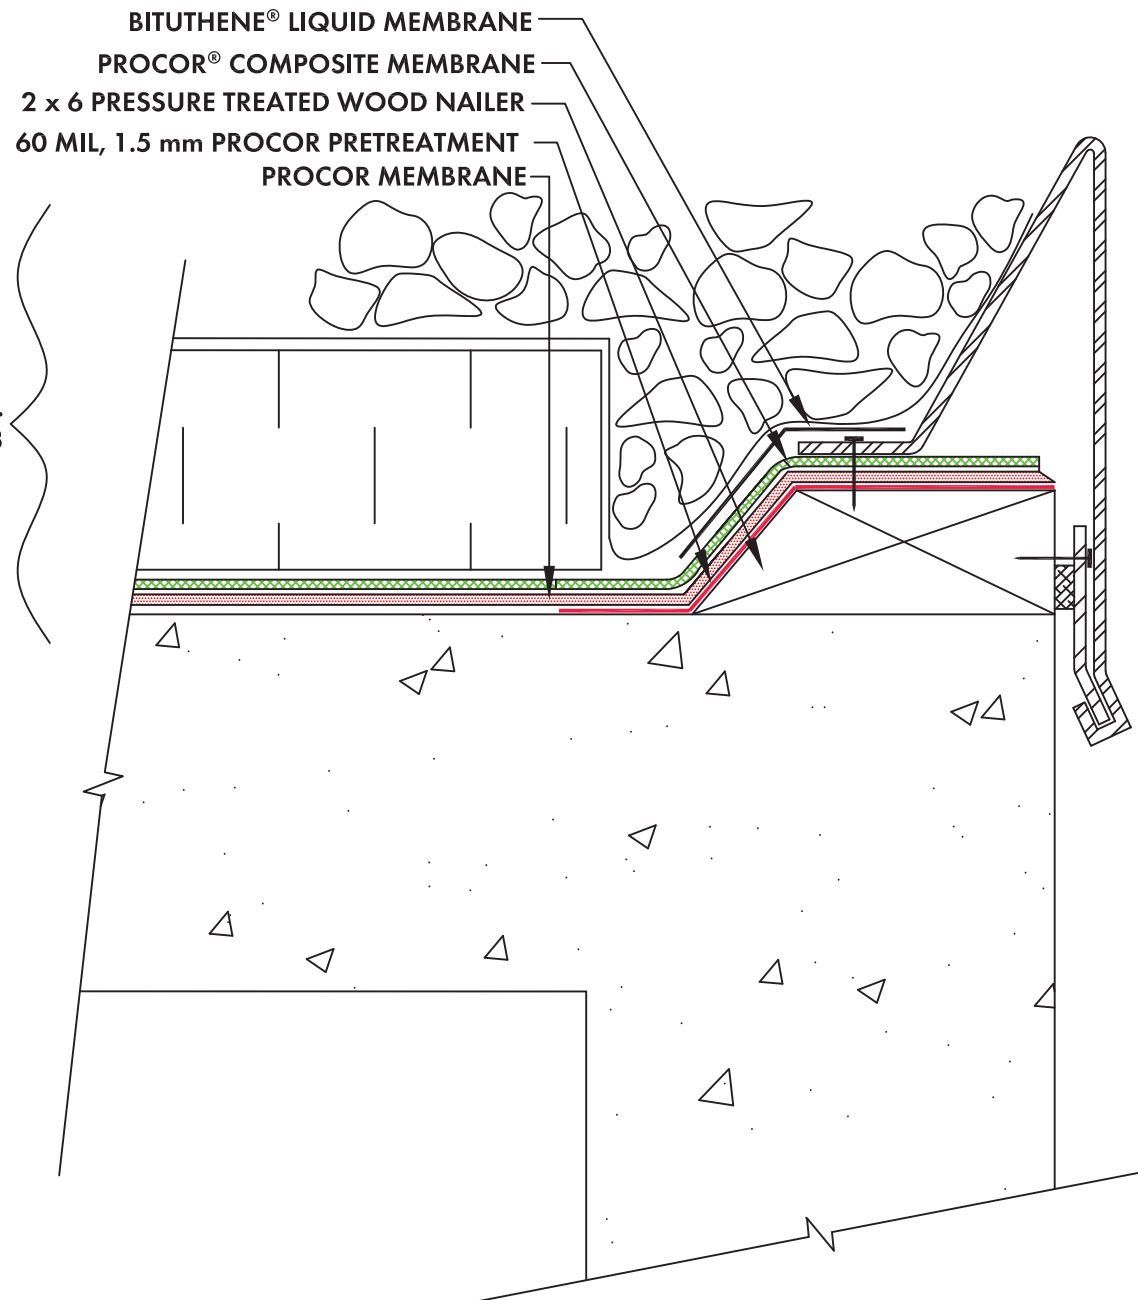 BITUTHENE® LIQUID MEMBRANE
PROCOR® COMPOSITE MEMBRANE
2 x 6 PRESSURE TREATED WOOD NAILER
60 MIL, 1.5 mm PROCOR PRETREATMENT
PROCOR MEMBRANE